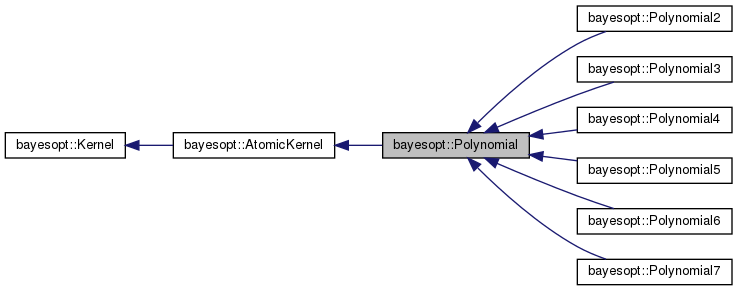 bayesopt::Kernel
bayesopt::AtomicKernel
bayesopt::Polynomial
bayesopt::Polynomial2
bayesopt::Polynomial3
bayesopt::Polynomial4
bayesopt::Polynomial5
bayesopt::Polynomial6
bayesopt::Polynomial7